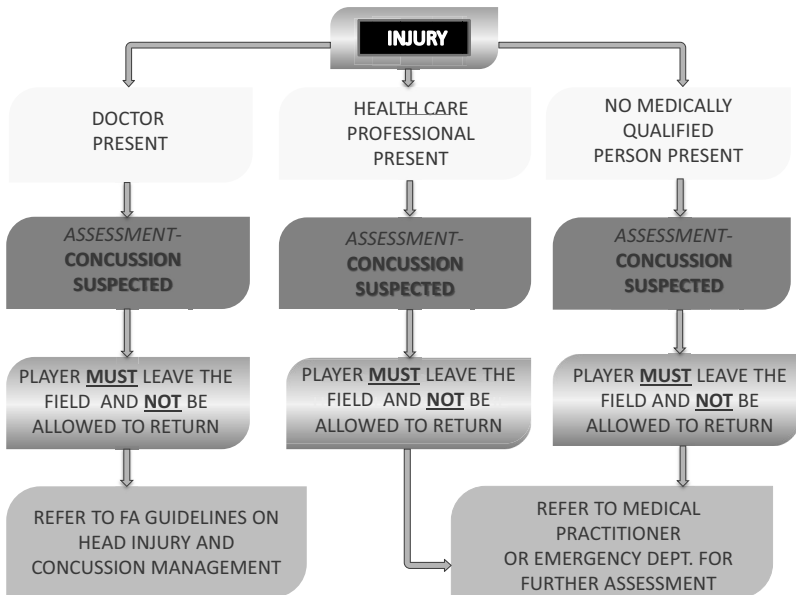 INJURY
DOCTOR
PRESENT
HEALTH CARE
PROFESSIONAL
PRESENT
NO MEDICALLY
QUALIFIED
PERSON PRESENT
ASSESSMENT-
CONCUSSION
SUSPECTED
ASSESSMENT-
CONCUSSION
SUSPECTED
ASSESSMENT-
CONCUSSION
SUSPECTED
PLAYER MUST LEAVE THE
FIELD AND NOT BE
ALLOWED TO RETURN
PLAYER MUST LEAVE THE
FIELD AND NOT BE
ALLOWED TO RETURN
PLAYER MUST LEAVE THE
FIELD AND NOT BE
ALLOWED TO RETURN
REFER TO FA GUIDELINES ON
HEAD INJURY AND
CONCUSSION MANAGEMENT
REFER TO MEDICAL
PRACTITIONER
OR EMERGENCY DEPT. FOR
FURTHER ASSESSMENT